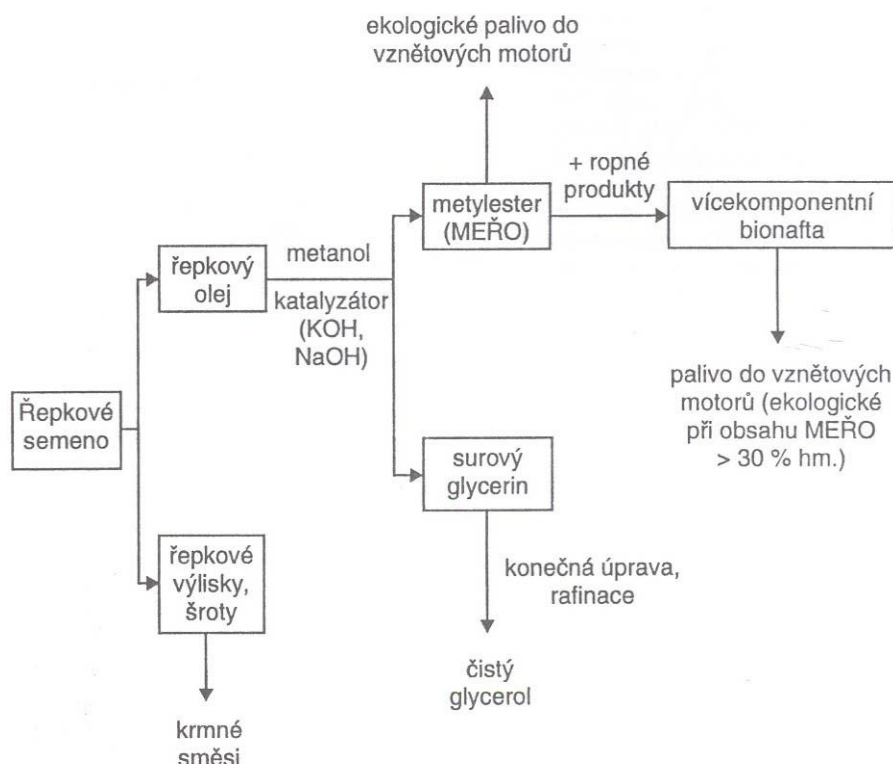 ekologické palivo do
vznětových motorů
+ ropné
produkty
metylester
(MEŘO)
vícekomponentní
bionafta
řepkový
olej
metanol
katalyzátor
(KOH,
NaOH)
palivo do vznětových
motorů (ekologické
při obsahu MEŘO
> 30 % hm.)
Řepkové
semeno
surový
glycerin
řepkové
výlisky,
šroty
konečná úprava,
rafinace
čistý
glycerol
krmné
směsi